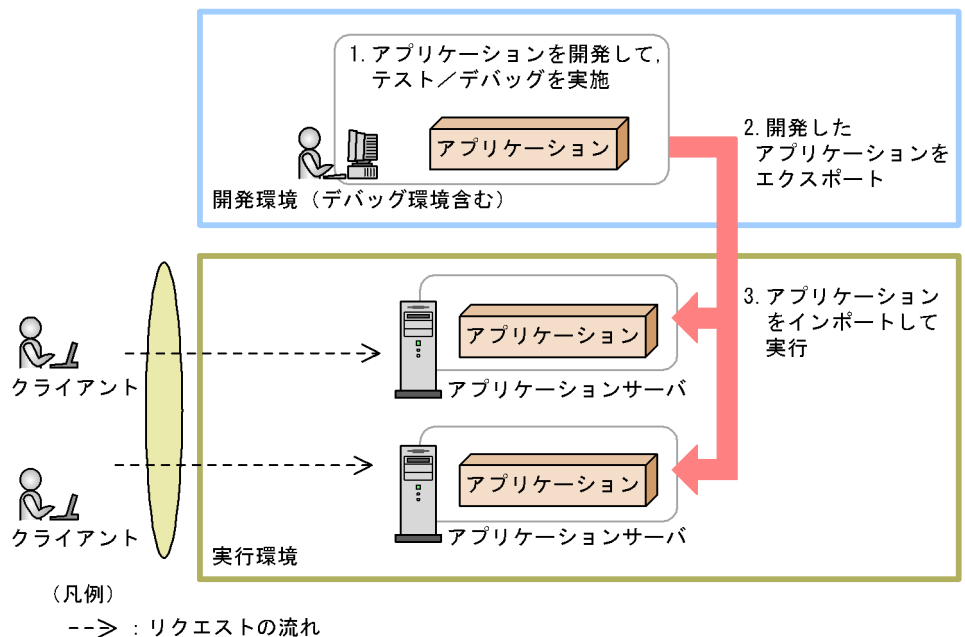 1. アプリケーションを開発して,
テスト／デバッグを実施
アプリケーション
開発環境（デバッグ環境含む）
2. 開発した
アプリケーションを
エクスポート
3. アプリケーション
をインポートして
実行
アプリケーション
アプリケーションサーバ
クライアント
アプリケーション
アプリケーションサーバ
クライアント
実行環境
（凡例）
: リクエストの流れ